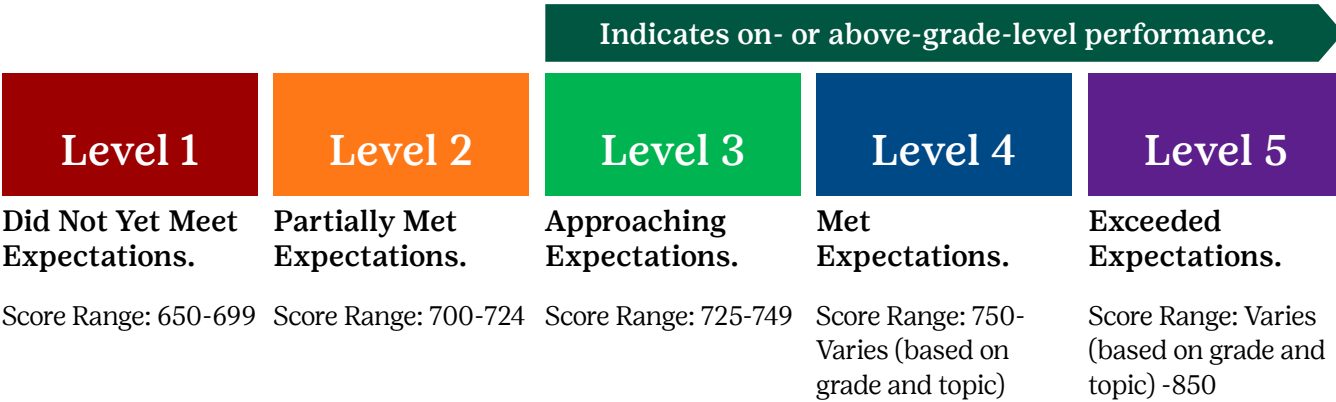 Indicates on- or above-grade-level performance.
Level 1
Did Not Yet Meet
Expectations.
Score Range: 650-699
Level 2
Partially Met
Expectations.
Score Range: 700-724
Level 3
Approaching
Expectations.
Score Range: 725-749
Level 4
Met
Expectations.
Score Range: 750-
Varies (based on
grade and topic)
Level 5
Exceeded
Expectations.
Score Range: Varies
(based on grade and
topic) -850